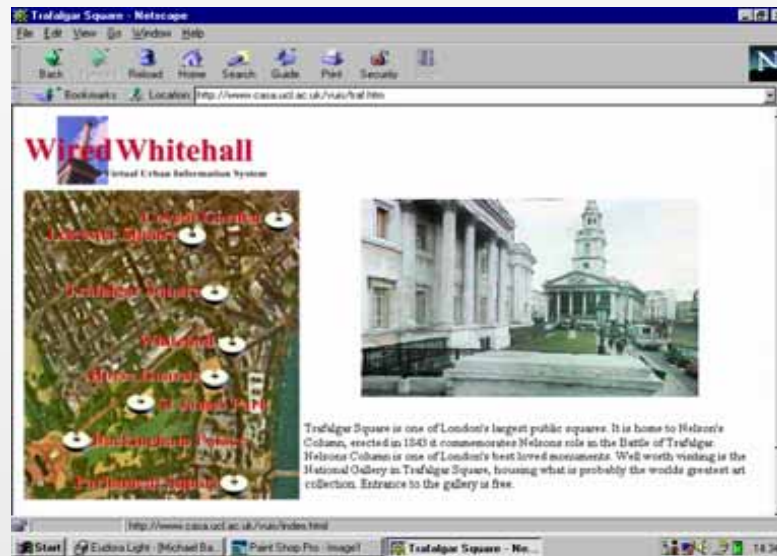 Trafalgar Square - Netscape
File Edit View Go Window Help
Back Reload Home Search Guide Print Security
N
Bookmarks Location: http://www.casa.ucl.ac.uk/vuis/traf.htm
Wired Whitehall
Virtual Urban Information System
Leicester Square
Trafalgar Square
Whitehall
Horse Guards
St James Park
Buckingham Palace
Parliament Square
Trafalgar Square is one of London's largest public squares. It is home to Nelson's
Column, erected in 1843 it commemorates Nelsons role in the Battle of Trafalgar.
Nelsons Column is one of London's best loved monuments. Well worth visiting is the
National Gallery in Trafalgar Square, housing what is probably the worlds greatest art
collection. Entrance to the gallery is free.
http://www.casa.ucl.ac.uk/vuis/index.html
Start Eudora Light - [Michael Ba... Paint Shop Pro - Image1 Trafalgar Square - Ne...